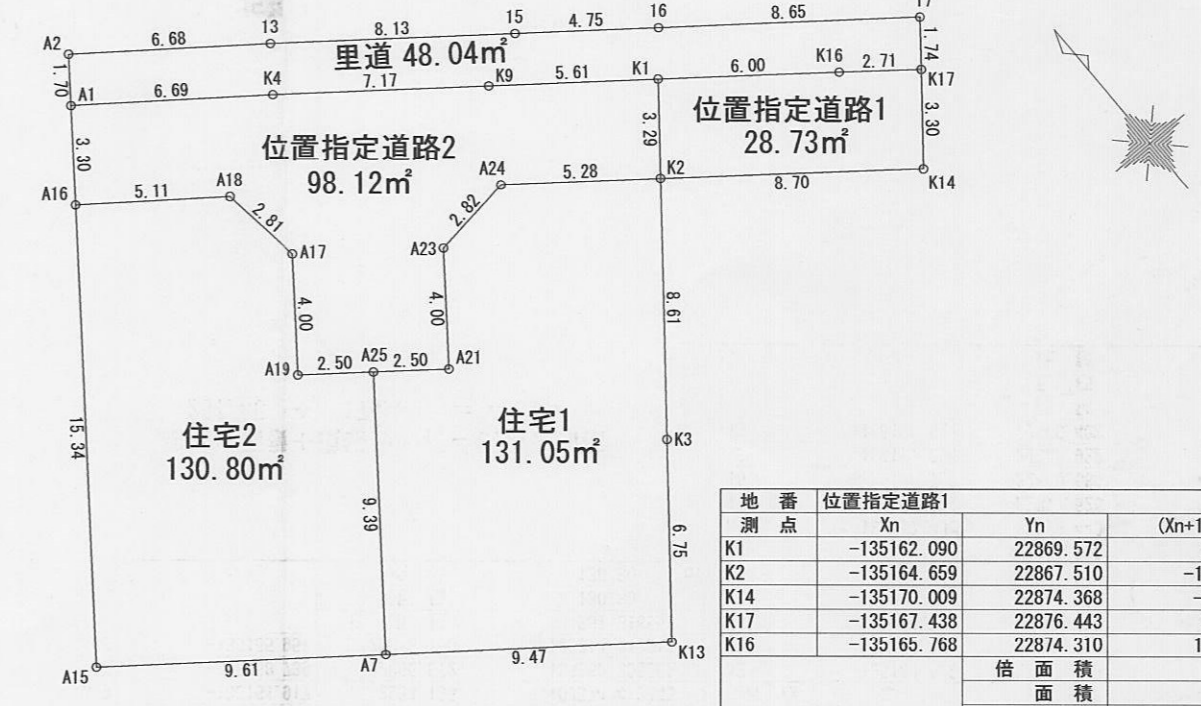 A2 6.68 13 8.13 15 4.75 16 8.65 17
里道 48.04㎡
1.70 1.74
A1 6.69 K4 7.17 K9 5.61 K1 6.00 K16 2.71 K17
位置指定道路1
28.73㎡
3.30 3.29 3.30
位置指定道路2
98.12㎡
A16 5.11 A18 A24 5.28 K2 8.70 K14
2.81 2.82
A17 A23
4.00 4.00 8.61
A19 2.50 A25 2.50 A21
住宅2
130.80㎡
住宅1
131.05㎡
15.34 9.39 K3
6.75
A15 9.61 A7 9.47 K13
地 番 位置指定道路1
測 点 Xn Yn (Xn+1
K1 -135162.090 22869.572
K2 -135164.659 22867.510 -1
K14 -135170.009 22874.368 -
K17 -135167.438 22876.443
K16 -135165.768 22874.310 1
倍 面 積
面 積